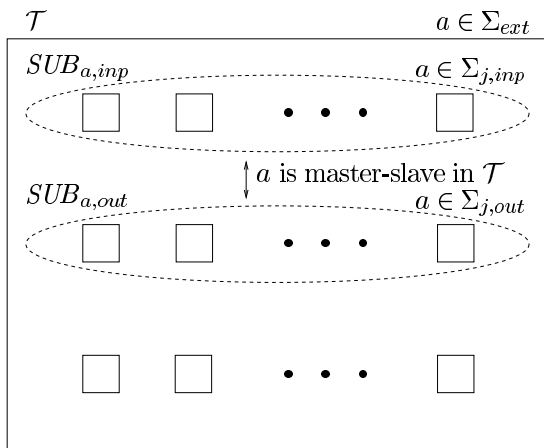 𝒯 a ∈ Σ_ext
SUB_a,inp a ∈ Σ_j,inp
a is master-slave in 𝒯
SUB_a,out a ∈ Σ_j,out